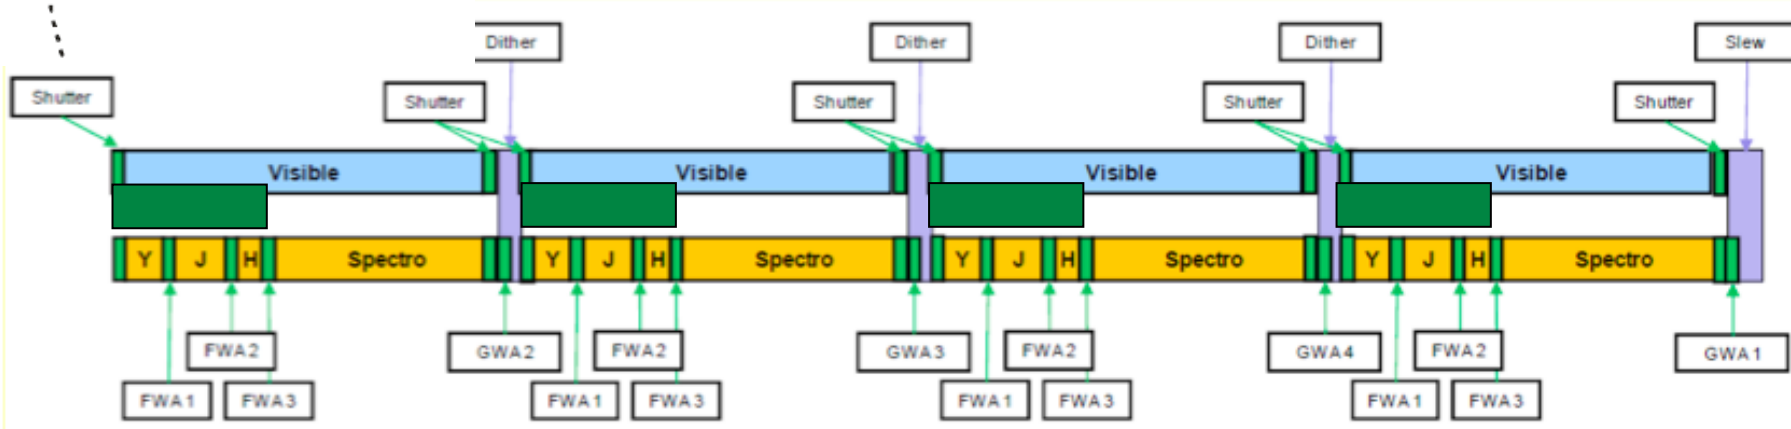 Dither
Dither
Dither
Slew
Shutter
Shutter
Shutter
Shutter
Shutter
Visible
Visible
Visible
Visible
Y J H Spectro
Y J H Spectro
Y J H Spectro
Y J H Spectro
FWA2
GWA2
FWA2
GWA3
FWA2
GWA4
FWA2
GWA1
FWA1
FWA3
FWA1
FWA3
FWA1
FWA3
FWA1
FWA3